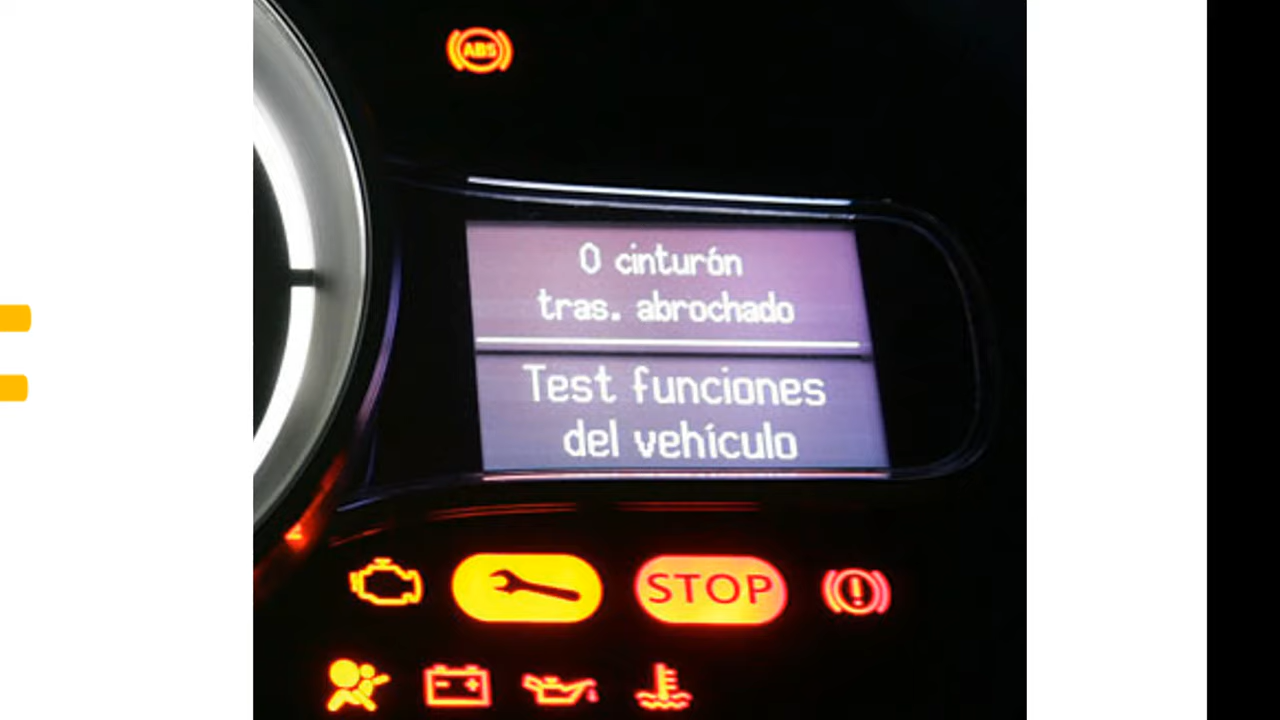 ABS
0 cinturón
tras. abrochado
Test funciones
del vehículo
STOP